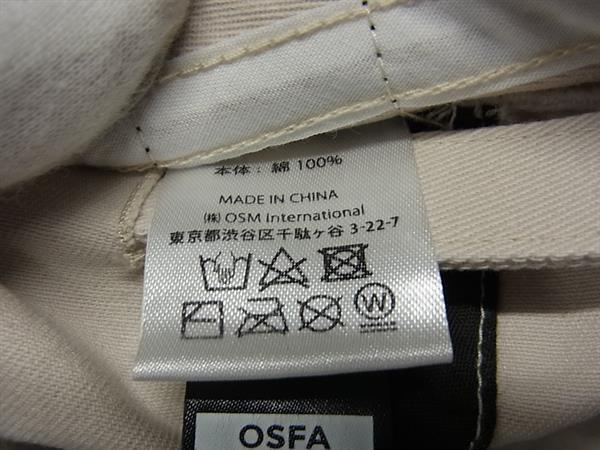 本体：綿 100%
MADE IN CHINA
㈱ OSM International
東京都渋谷区千駄ヶ谷 3-22-7
W
OSFA